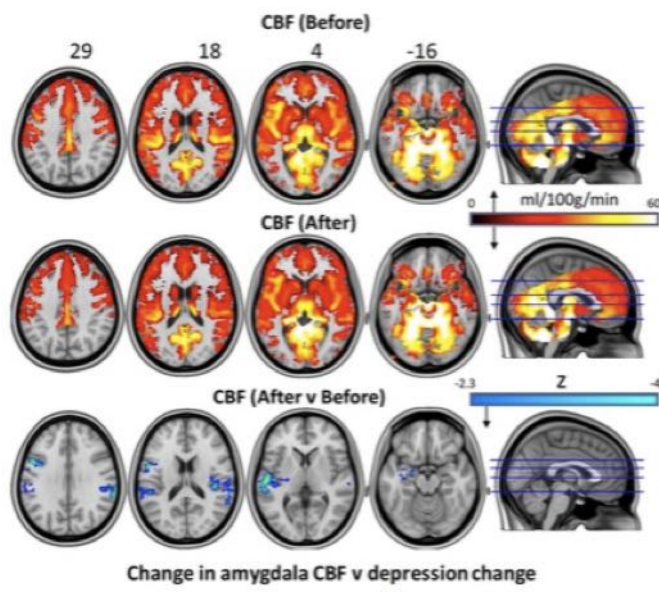 CBF (Before)
29 18 4 -16
ml/100g/min
0 60
CBF (After)
CBF (After v Before)
Z
-2.3
Change in amygdala CBF v depression change